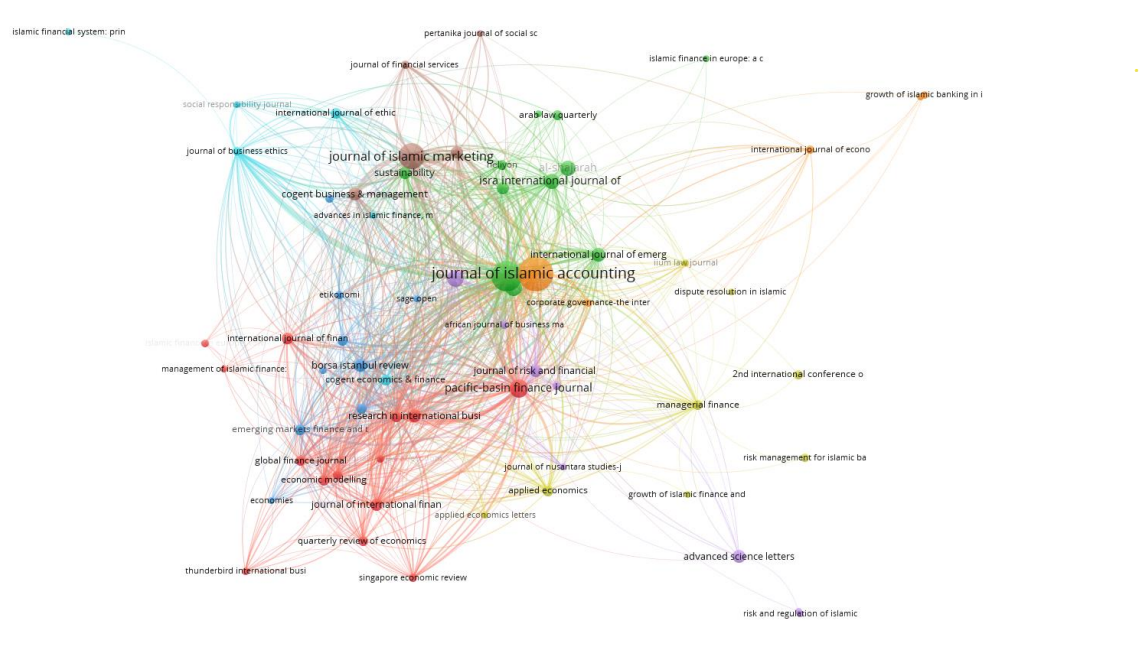 islamic financial system: prin
pertanika journal of social sc
journal of financial services
islamic finance in europe: a c
growth of islamic banking in i
social responsibility journal
international journal of ethic
arab law quarterly
journal of business ethics
international journal of econo
journal of islamic marketing
heliyon
al-shajarah
sustainability
isra international journal of
cogent business & management
advances in islamic finance, m
international journal of emerg
iium law journal
journal of islamic accounting
dispute resolution in islamic
etikonomi
sage open
corporate governance-the inter
african journal of business ma
international journal of finan
management of islamic finance:
borsa istanbul review
journal of risk and financial
2nd international conference o
cogent economics & finance
pacific-basin finance journal
managerial finance
research in international busi
emerging markets finance and t
risk management for islamic ba
global finance journal
journal of nusantara studies-j
economic modelling
applied economics
growth of islamic finance and
economies
journal of international finan
applied economics letters
quarterly review of economics
advanced science letters
thunderbird international busi
singapore economic review
risk and regulation of islamic